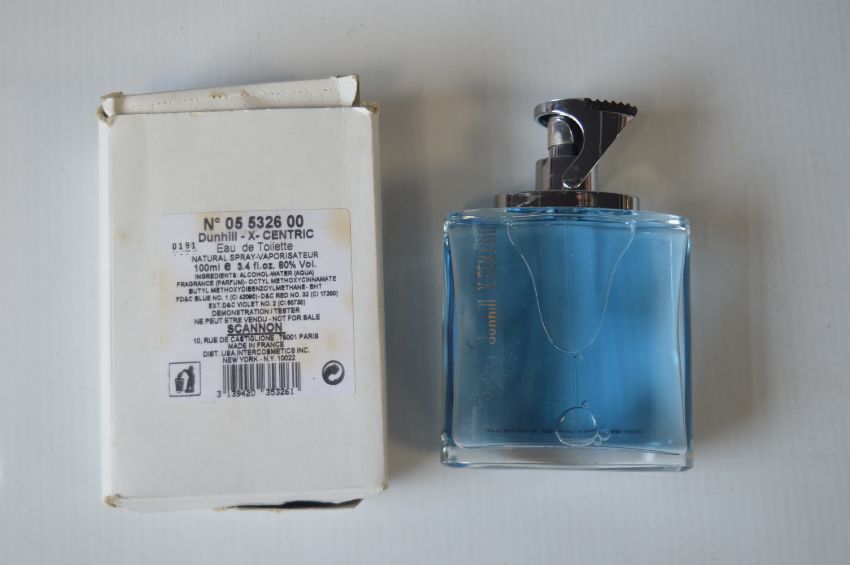 N° 05 5326 00
Dunhill - X- CENTRIC
0191 Eau de Toilette
NATURAL SPRAY-VAPORISATEUR
100ml e 3.4 fl.oz. 80% Vol.
INGREDIENTS: ALCOHOL-WATER (AQUA)
FRAGRANCE (PARFUM)- OCTYL METHOXYCINNAMATE
BUTYL METHOXYDIBENZOYLMETHANE- BHT
FD&C BLUE NO. 1 (CI 42090)- D&C RED NO. 33 (CI 17200)
EXT.D&C VIOLET NO. 2 (CI 60730)
DEMONSTRATION / TESTER
NE PEUT ETRE VENDU - NOT FOR SALE
SCANNON
10, RUE DE CASTIGLIONE 75001 PARIS
MADE IN FRANCE
DIST. USA.INTERCOSMETICS INC.
NEW YORK - N.Y. 10022
3 139420 353261
dunhill X-CENTRIC